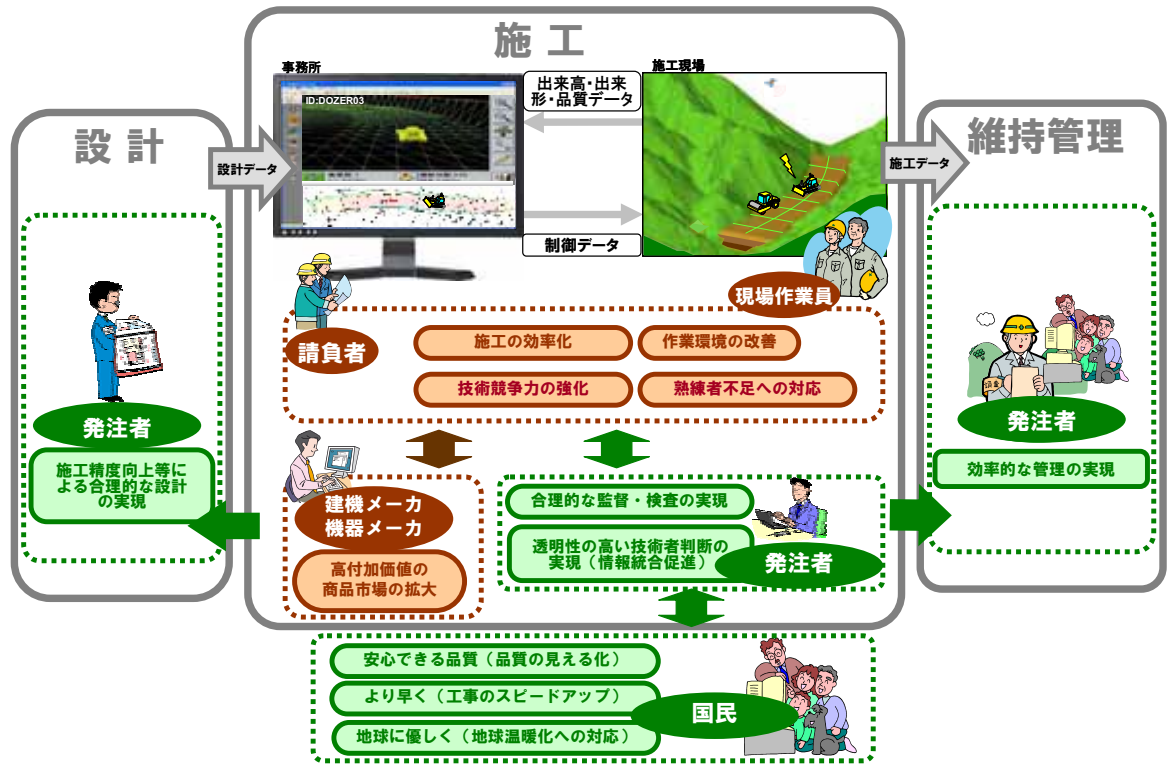 施 工
事務所
施工現場
ID:DOZER03
出来高・出来
形・品質データ
制御データ
設 計
設計データ
施工データ
維持管理
現場作業員
請負者
施工の効率化
作業環境の改善
技術競争力の強化
熟練者不足への対応
発注者
施工精度向上等に
よる合理的な設計
の実現
建機メーカ
機器メーカ
高付加価値の
商品市場の拡大
合理的な監督・検査の実現
透明性の高い技術者判断の
実現（情報統合促進）
発注者
発注者
効率的な管理の実現
安心できる品質（品質の見える化）
より早く（工事のスピードアップ）
地球に優しく（地球温暖化への対応）
国民